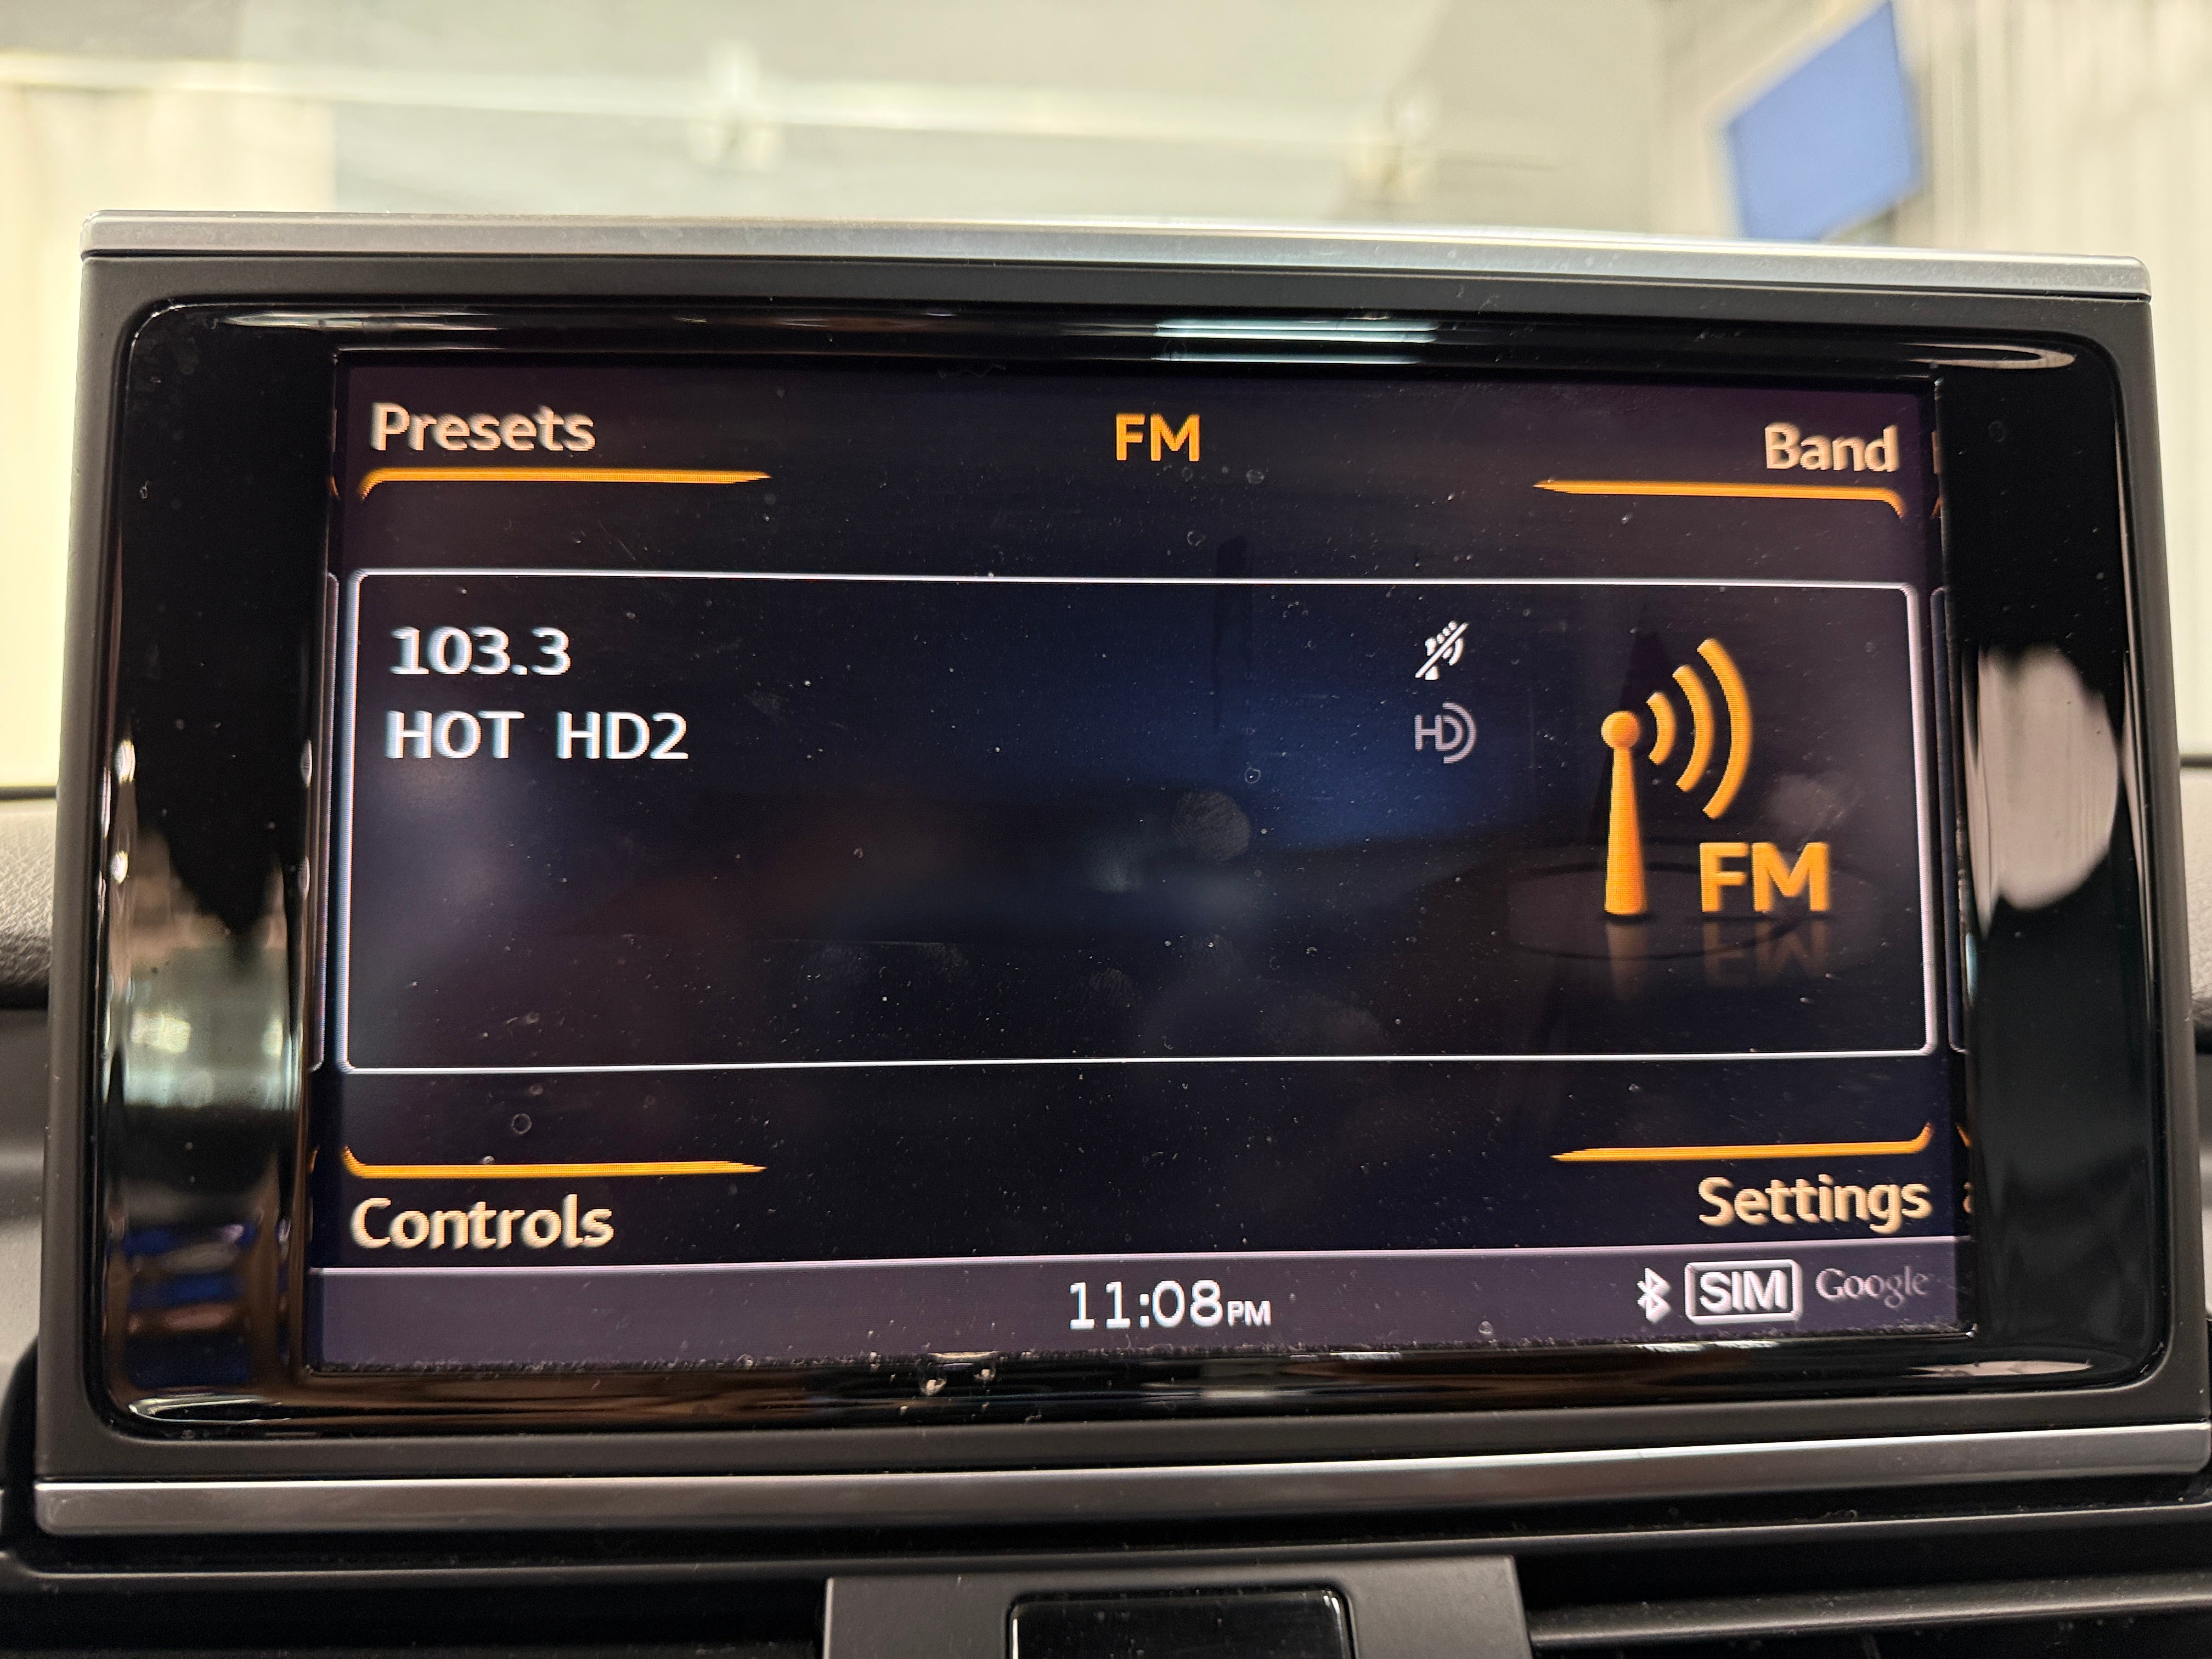 Presets
FM
Band
103.3
HOT HD2
HD
FM
Controls
Settings
11:08PM
SIM Google